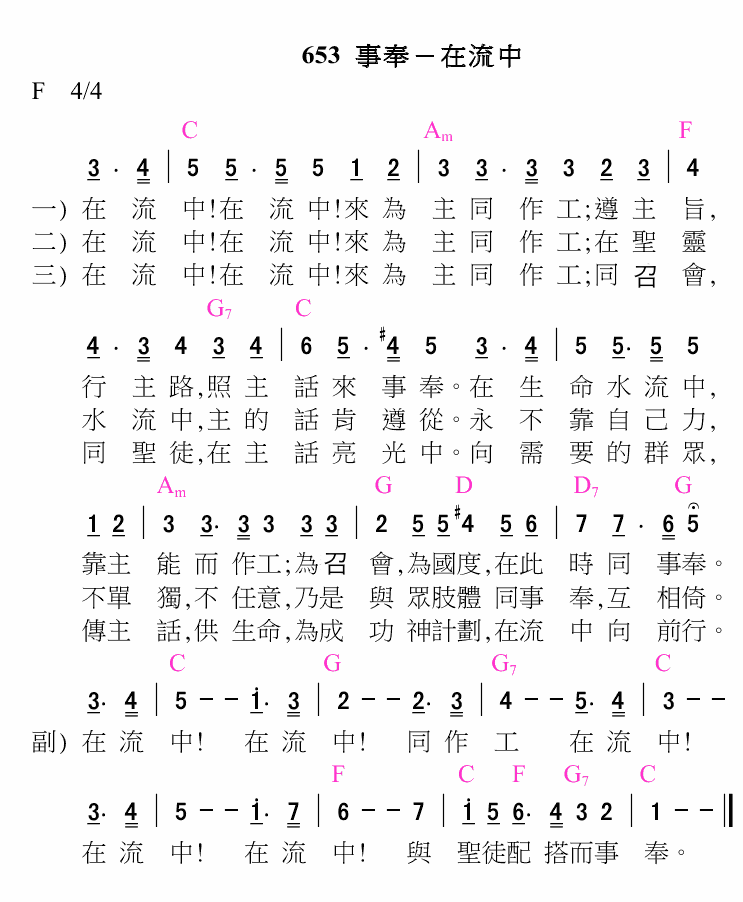 653 事奉－在流中
F 4/4
C Am F
3 . 4 | 5 5 . 5 5 1 2 | 3 3 . 3 3 2 3 | 4
一) 在 流 中!在 流 中!來 為 主 同 作 工;遵 主 旨,
二) 在 流 中!在 流 中!來 為 主 同 作 工;在 聖 靈
三) 在 流 中!在 流 中!來 為 主 同 作 工;同 召 會,
G7 C
4 . 3 4 3 4 | 6 5 . #4 5 3 . 4 | 5 5. 5 5
行 主 路,照 主 話 來 事 奉。在 生 命 水 流 中,
水 流 中,主 的 話 肯 遵 從。永 不 靠 自 己 力,
同 聖 徒,在 主 話 亮 光 中。向 需 要 的 群 眾,
Am G D D7 G
1 2 | 3 3. 3 3 3 3 | 2 5 5 #4 5 6 | 7 7 . 6 5
靠主 能 而 作工;為召 會,為國度,在此 時 同 事奉。
不單 獨,不 任意,乃是 與 眾肢體 同事 奉,互 相倚。
傳主 話,供 生命,為成 功 神計劃,在流 中 向 前行。
C G G7 C
3. 4 | 5 - - 1. 3 | 2 - - 2. 3 | 4 - - 5. 4 | 3 - -
副) 在 流 中! 在 流 中! 同 作 工 在 流 中!
F C F G7 C
3. 4 | 5 - - 1. 7 | 6 - - 7 | 1 5 6. 4 3 2 | 1 - -
在 流 中! 在 流 中! 與 聖徒配 搭而事 奉。